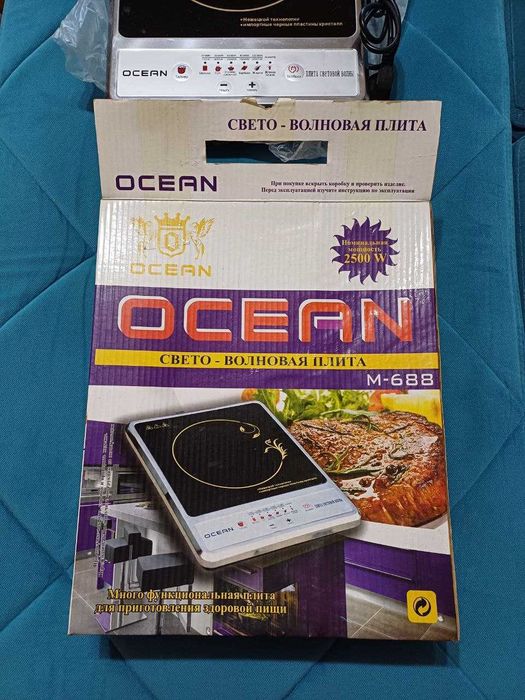 •Немецкой технологии
•импортные черные пластины кристалл
OCEAN
ПЛИТА СВЕТОВОЙ ВОЛНЫ
СВЕТО - ВОЛНОВАЯ ПЛИТА
OCEAN
При покупке вскрыть коробку и проверить изделие.
Перед эксплуатацией изучите инструкцию по эксплуатации
OCEAN
Номинальная
мощность
2500 W
OCEAN
СВЕТО - ВОЛНОВАЯ ПЛИТА
M-688
OCEAN
Много функциональная плита
для приготовления здоровой пищи